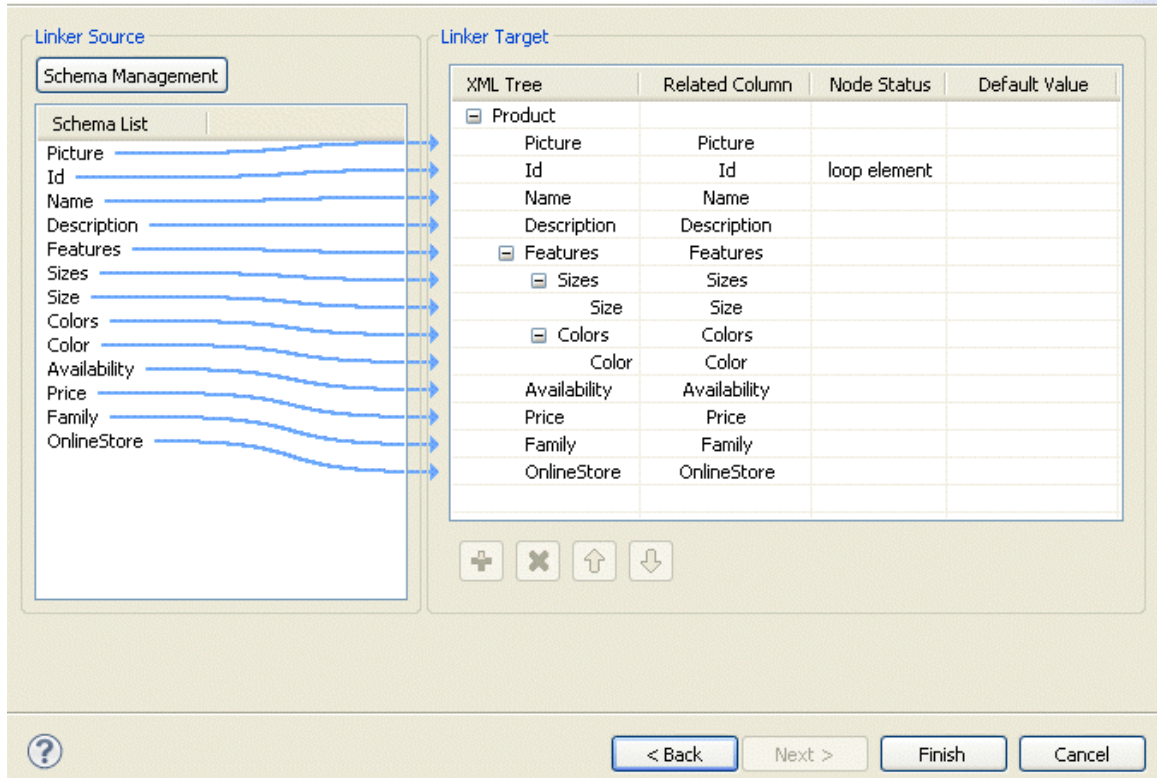 Linker Source
Schema Management
Schema List
Picture
Id
Name
Description
Features
Sizes
Size
Colors
Color
Availability
Price
Family
OnlineStore
Linker Target
XML Tree Related Column Node Status Default Value
Product
Picture Picture
Id Id loop element
Name Name
Description Description
Features Features
Sizes Sizes
Size Size
Colors Colors
Color Color
Availability Availability
Price Price
Family Family
OnlineStore OnlineStore
? < Back Next > Finish Cancel